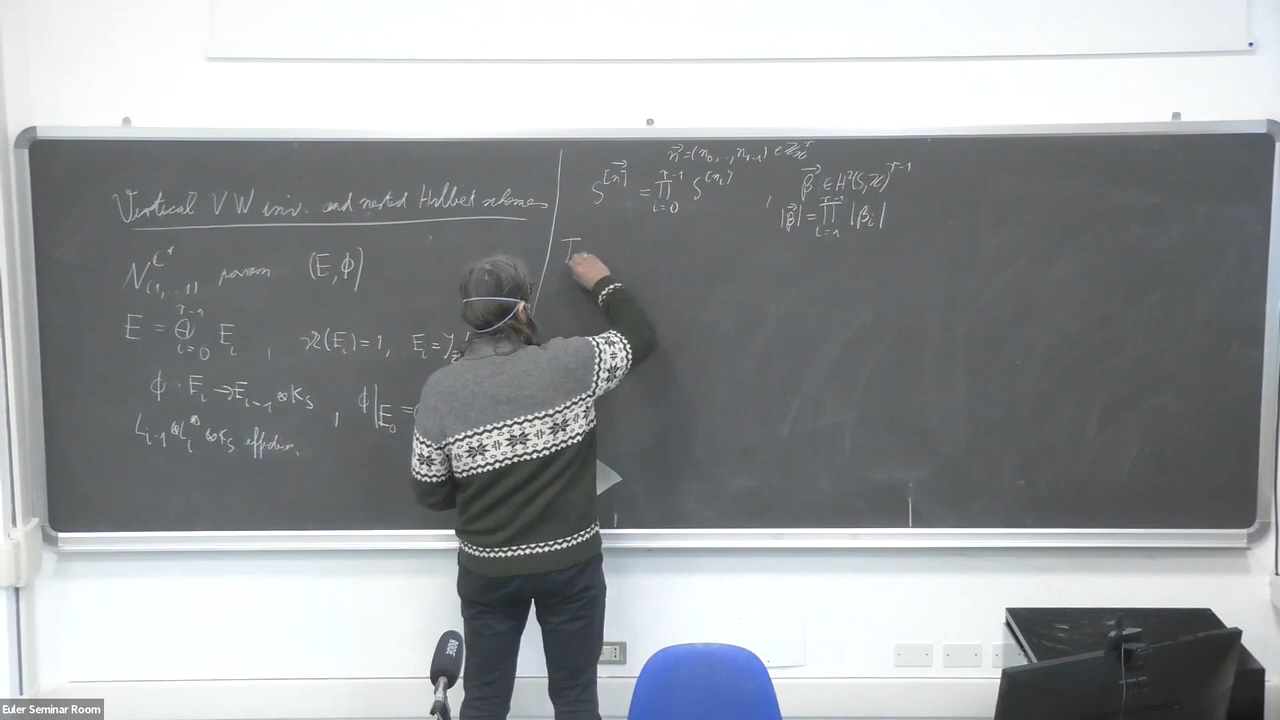 Vertical VW inv. and nested Hilbert schemes
N^{C*}_{(1,...,1)} param (E, φ)
E = ⊕_{i=0}^{r-1} E_i , rk(E_i)=1, E_i =
φ : E_i → E_{i-1} ⊗ K_S , φ|_{E_0} =
L_{i-1} ⊗ L_i^* ⊗ K_S effective.
n⃗ = (n_0, .., n_{r-1}) ∈ Z^r
S^{[n⃗]} = ∏_{i=0}^{r-1} S^{[n_i]} , β⃗ ∈ H²(S,Z)^{r-1}
|β⃗| = ∏_{i=1}^{r-1} |β_i|
Euler Seminar Room